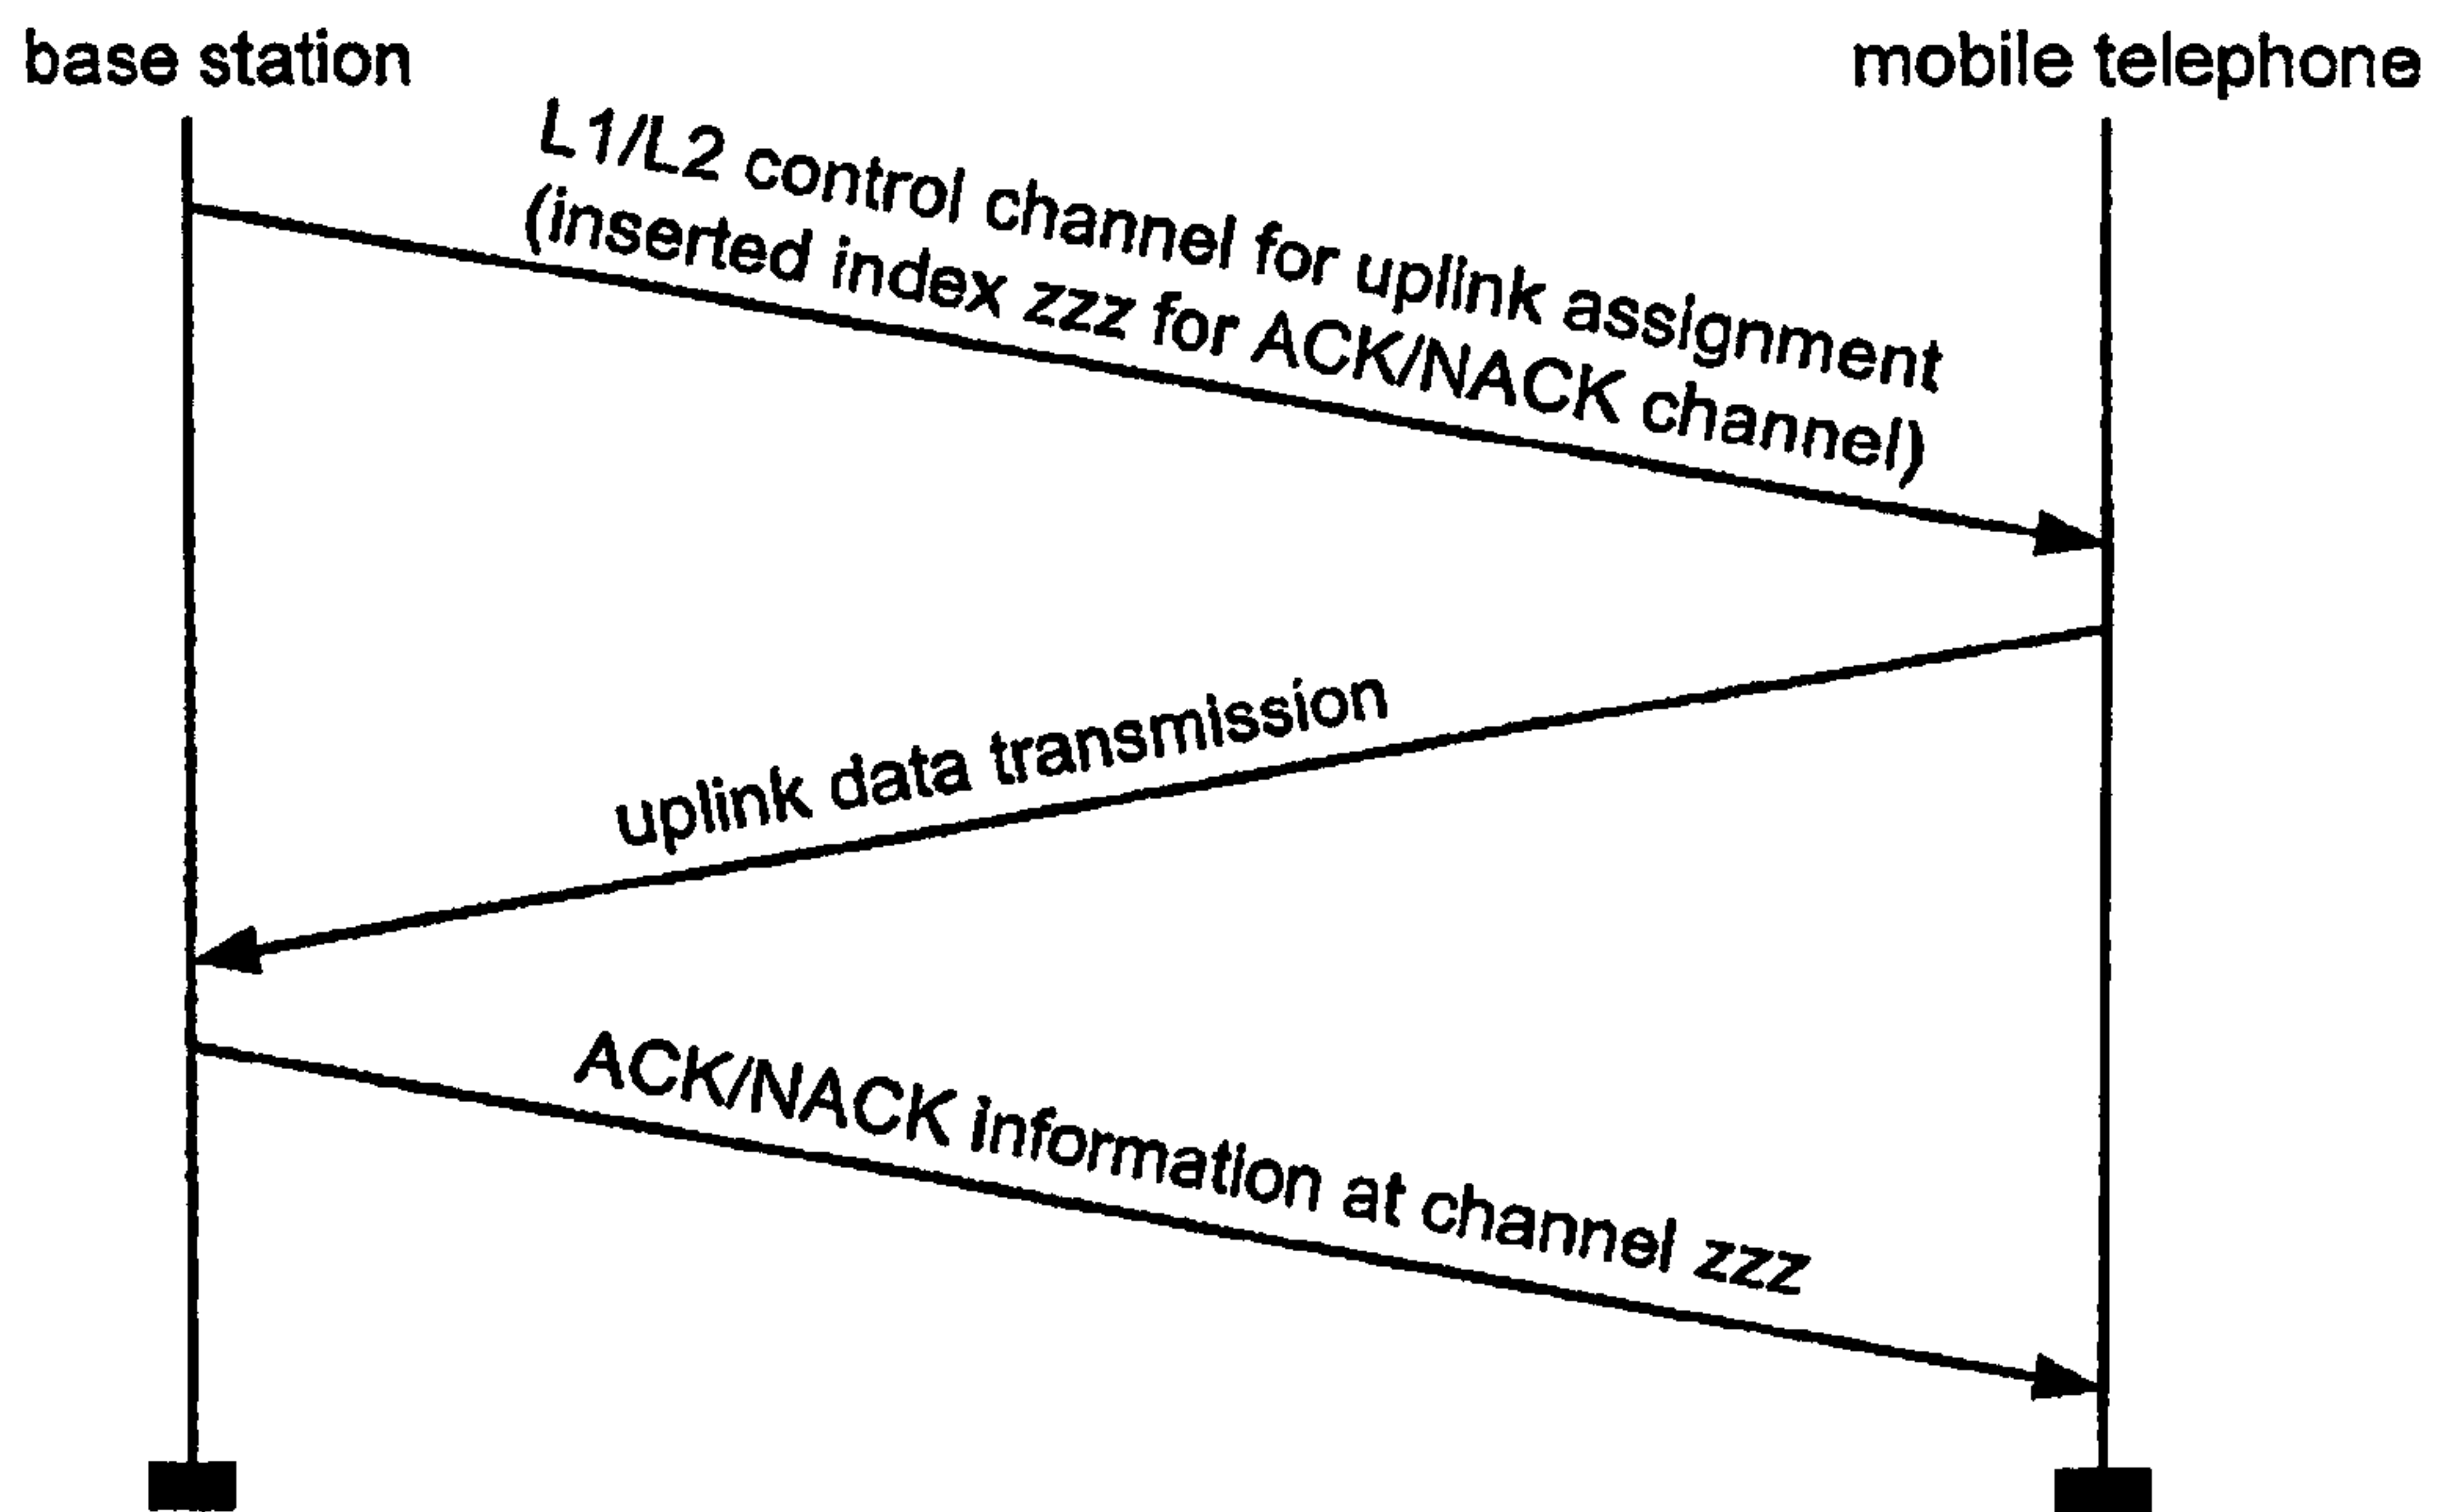 base station
mobile telephone
L1/L2 control channel for uplink assignment
(inserted index zzz for ACK/NACK channel)
uplink data transmission
ACK/NACK information at channel zzz